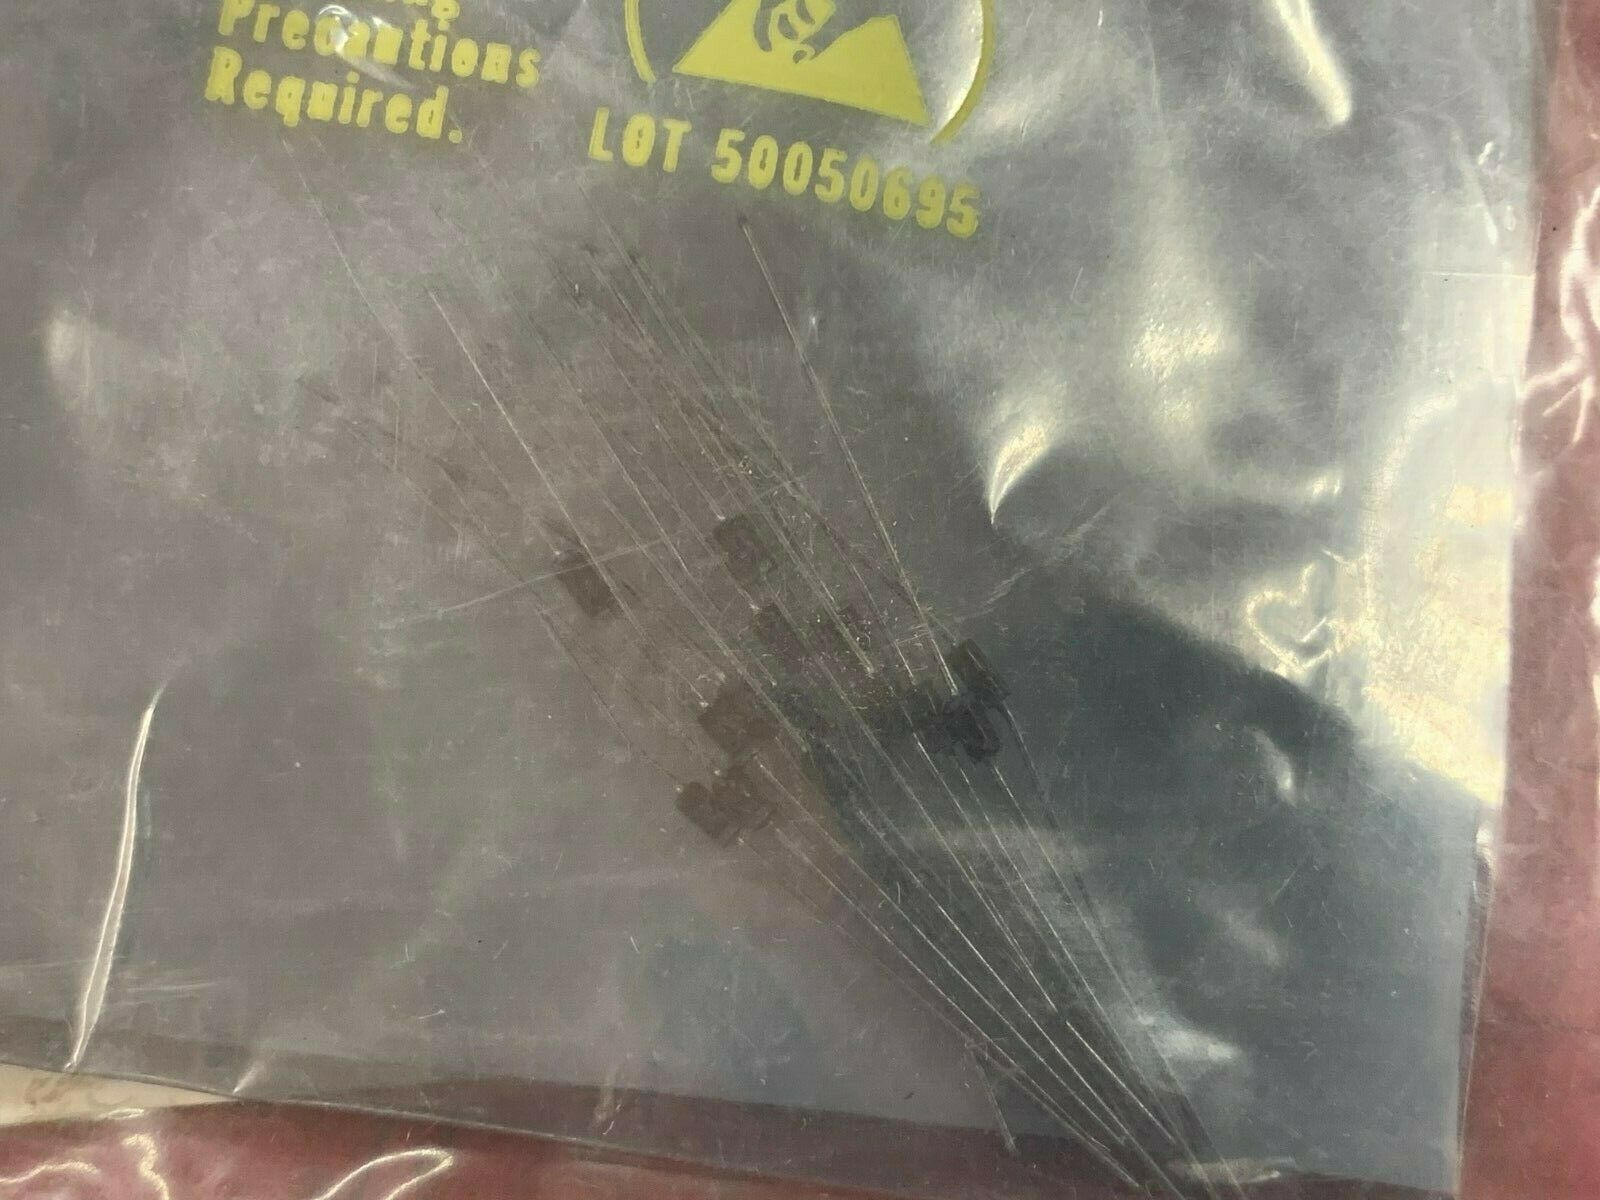 Precautions
Required.
LOT 50050695